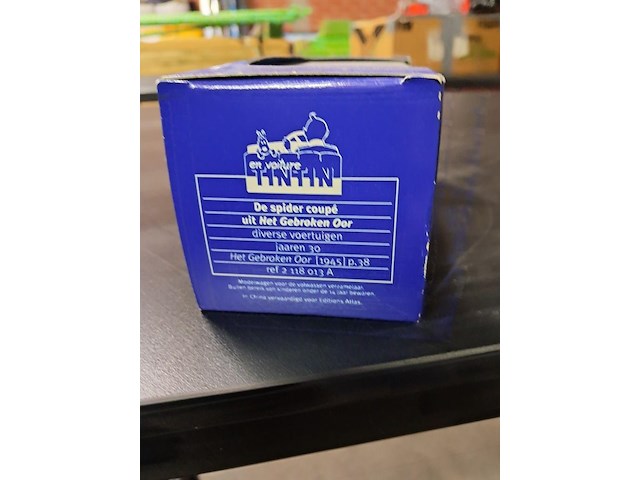 en voiture
TINTIN
De spider coupé
uit Het Gebroken Oor
diverse voertuigen
jaaren 30
Het Gebroken Oor [1945] p.38
ref 2 118 013 A
Modelwagen voor de volwassen verzamelaar.
Buiten bereik van kinderen onder de 14 jaar bewaren.
In China vervaardigd voor Editions Atlas.